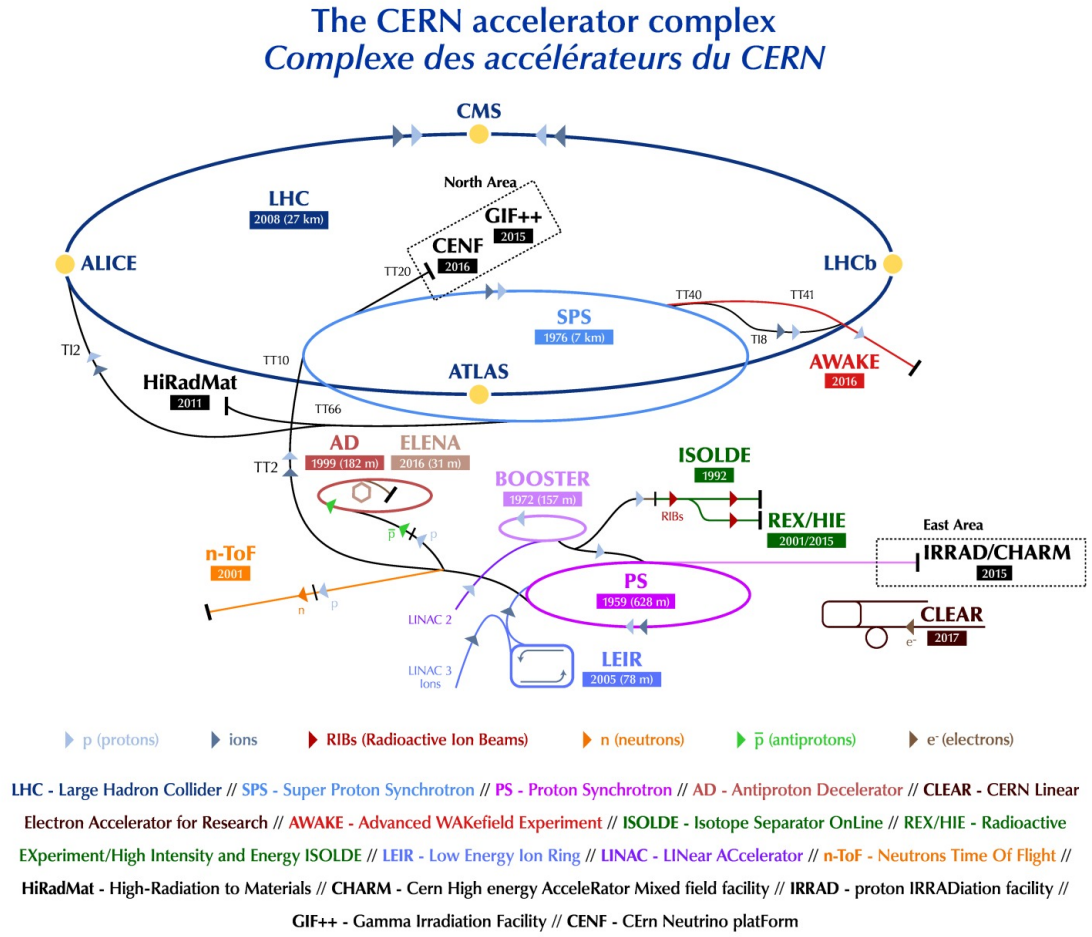 The CERN accelerator complex
Complexe des accélérateurs du CERN
CMS
North Area
LHC
2008 (27 km)
GIF++
2015
CENF
2016
ALICE
TT20
LHCb
TT40
TT41
SPS
1976 (7 km)
TI8
TI2
TT10
AWAKE
2016
ATLAS
HiRadMat
2011
TT66
AD
1999 (182 m)
ELENA
2016 (31 m)
TT2
ISOLDE
1992
BOOSTER
1972 (157 m)
RIBs
REX/HIE
2001/2015
East Area
p̅
p
IRRAD/CHARM
2015
n-ToF
2001
PS
1959 (628 m)
n
p
LINAC 2
CLEAR
2017
e-
LINAC 3
Ions
LEIR
2005 (78 m)
p (protons)
ions
RIBs (Radioactive Ion Beams)
n (neutrons)
p̅ (antiprotons)
e- (electrons)
LHC - Large Hadron Collider // SPS - Super Proton Synchrotron // PS - Proton Synchrotron // AD - Antiproton Decelerator // CLEAR - CERN Linear
Electron Accelerator for Research // AWAKE - Advanced WAKefield Experiment // ISOLDE - Isotope Separator OnLine // REX/HIE - Radioactive
EXperiment/High Intensity and Energy ISOLDE // LEIR - Low Energy Ion Ring // LINAC - LINear ACcelerator // n-ToF - Neutrons Time Of Flight //
HiRadMat - High-Radiation to Materials // CHARM - Cern High energy AcceleRator Mixed field facility // IRRAD - proton IRRADiation facility //
GIF++ - Gamma Irradiation Facility // CENF - CErn Neutrino platForm